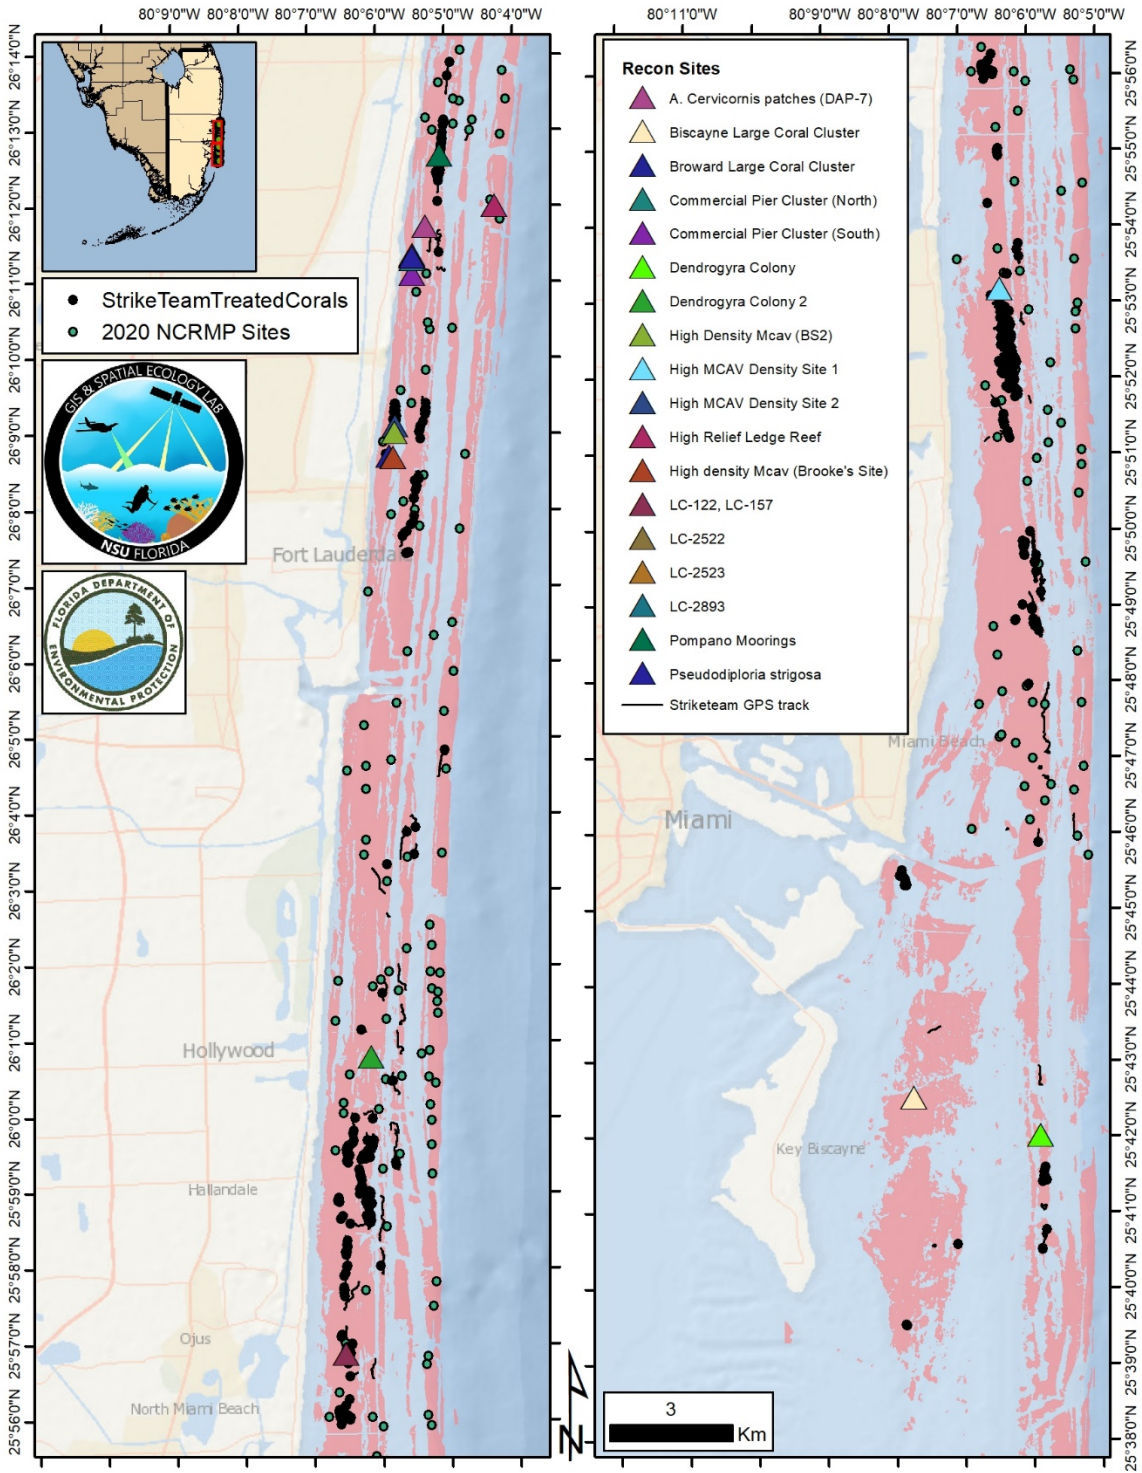 80°9'0"W 80°8'0"W 80°7'0"W 80°6'0"W 80°5'0"W 80°4'0"W
80°11'0"W 80°9'0"W 80°8'0"W 80°7'0"W 80°6'0"W 80°5'0"W
26°14'0"N
26°13'0"N
26°12'0"N
26°11'0"N
26°10'0"N
26°9'0"N
26°8'0"N
26°7'0"N
26°6'0"N
26°5'0"N
26°4'0"N
26°3'0"N
26°2'0"N
26°1'0"N
26°0'0"N
25°59'0"N
25°58'0"N
25°57'0"N
25°56'0"N
StrikeTeamTreatedCorals
2020 NCRMP Sites
GIS & SPATIAL ECOLOGY LAB
NSU FLORIDA
FLORIDA DEPARTMENT OF
ENVIRONMENTAL PROTECTION
Fort Lauderdale
Hollywood
Hallandale
Ojus
North Miami Beach
N
Recon Sites
A. Cervicornis patches (DAP-7)
Biscayne Large Coral Cluster
Broward Large Coral Cluster
Commercial Pier Cluster (North)
Commercial Pier Cluster (South)
Dendrogyra Colony
Dendrogyra Colony 2
High Density Mcav (BS2)
High MCAV Density Site 1
High MCAV Density Site 2
High Relief Ledge Reef
High density Mcav (Brooke's Site)
LC-122, LC-157
LC-2522
LC-2523
LC-2893
Pompano Moorings
Pseudodiploria strigosa
Striketeam GPS track
Miami Beach
Miami
Key Biscayne
3
Km
25°56'0"N
25°55'0"N
25°54'0"N
25°53'0"N
25°52'0"N
25°51'0"N
25°50'0"N
25°49'0"N
25°48'0"N
25°47'0"N
25°46'0"N
25°45'0"N
25°44'0"N
25°43'0"N
25°42'0"N
25°41'0"N
25°40'0"N
25°39'0"N
25°38'0"N